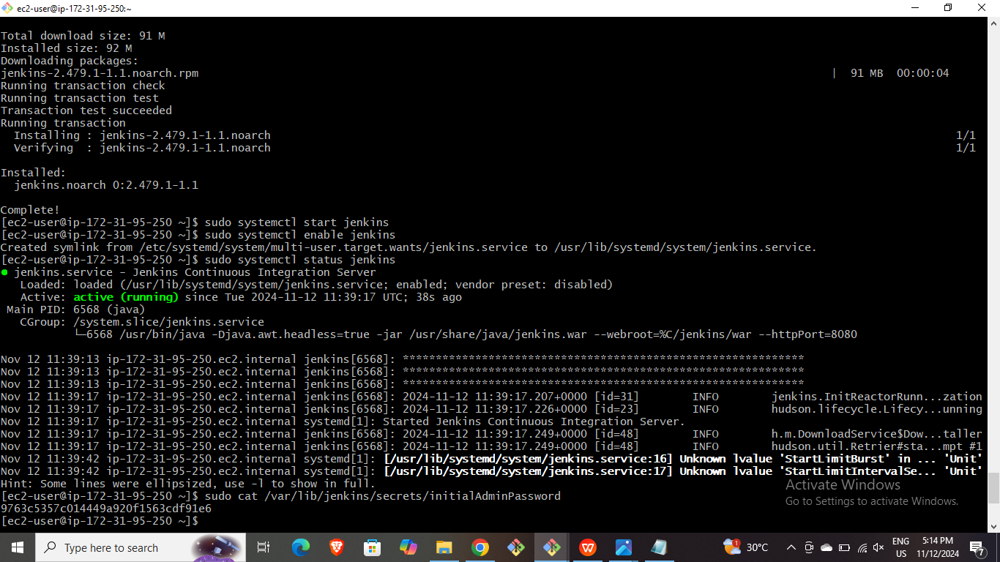 ec2-user@ip-172-31-95-250:~
Total download size: 91 M
Installed size: 92 M
Downloading packages:
jenkins-2.479.1-1.1.noarch.rpm | 91 MB 00:00:04
Running transaction check
Running transaction test
Transaction test succeeded
Running transaction
  Installing : jenkins-2.479.1-1.1.noarch 1/1
  Verifying  : jenkins-2.479.1-1.1.noarch 1/1
Installed:
  jenkins.noarch 0:2.479.1-1.1
Complete!
[ec2-user@ip-172-31-95-250 ~]$ sudo systemctl start jenkins
[ec2-user@ip-172-31-95-250 ~]$ sudo systemctl enable jenkins
Created symlink from /etc/systemd/system/multi-user.target.wants/jenkins.service to /usr/lib/systemd/system/jenkins.service.
[ec2-user@ip-172-31-95-250 ~]$ sudo systemctl status jenkins
● jenkins.service - Jenkins Continuous Integration Server
   Loaded: loaded (/usr/lib/systemd/system/jenkins.service; enabled; vendor preset: disabled)
   Active: active (running) since Tue 2024-11-12 11:39:17 UTC; 38s ago
 Main PID: 6568 (java)
   CGroup: /system.slice/jenkins.service
           └─6568 /usr/bin/java -Djava.awt.headless=true -jar /usr/share/java/jenkins.war --webroot=%C/jenkins/war --httpPort=8080
Nov 12 11:39:13 ip-172-31-95-250.ec2.internal jenkins[6568]: *************************************************************
Nov 12 11:39:13 ip-172-31-95-250.ec2.internal jenkins[6568]: *************************************************************
Nov 12 11:39:13 ip-172-31-95-250.ec2.internal jenkins[6568]: *************************************************************
Nov 12 11:39:17 ip-172-31-95-250.ec2.internal jenkins[6568]: 2024-11-12 11:39:17.207+0000 [id=31]        INFO        jenkins.InitReactorRunn...zation
Nov 12 11:39:17 ip-172-31-95-250.ec2.internal jenkins[6568]: 2024-11-12 11:39:17.226+0000 [id=23]        INFO        hudson.lifecycle.Lifecy...unning
Nov 12 11:39:17 ip-172-31-95-250.ec2.internal systemd[1]: Started Jenkins Continuous Integration Server.
Nov 12 11:39:17 ip-172-31-95-250.ec2.internal jenkins[6568]: 2024-11-12 11:39:17.249+0000 [id=48]        INFO        h.m.DownloadService$Dow...taller
Nov 12 11:39:17 ip-172-31-95-250.ec2.internal jenkins[6568]: 2024-11-12 11:39:17.249+0000 [id=48]        INFO        hudson.util.Retrier#sta...mpt #1
Nov 12 11:39:42 ip-172-31-95-250.ec2.internal systemd[1]: [/usr/lib/systemd/system/jenkins.service:16] Unknown lvalue 'StartLimitBurst' in ... 'Unit'
Nov 12 11:39:42 ip-172-31-95-250.ec2.internal systemd[1]: [/usr/lib/systemd/system/jenkins.service:17] Unknown lvalue 'StartLimitIntervalSe... 'Unit'
Hint: Some lines were ellipsized, use -l to show in full.
[ec2-user@ip-172-31-95-250 ~]$ sudo cat /var/lib/jenkins/secrets/initialAdminPassword
9763c5357c014449a920f1563cdf91e6
[ec2-user@ip-172-31-95-250 ~]$
Activate Windows
Go to Settings to activate Windows.
Type here to search
30°C
ENG
US
5:14 PM
11/12/2024
7